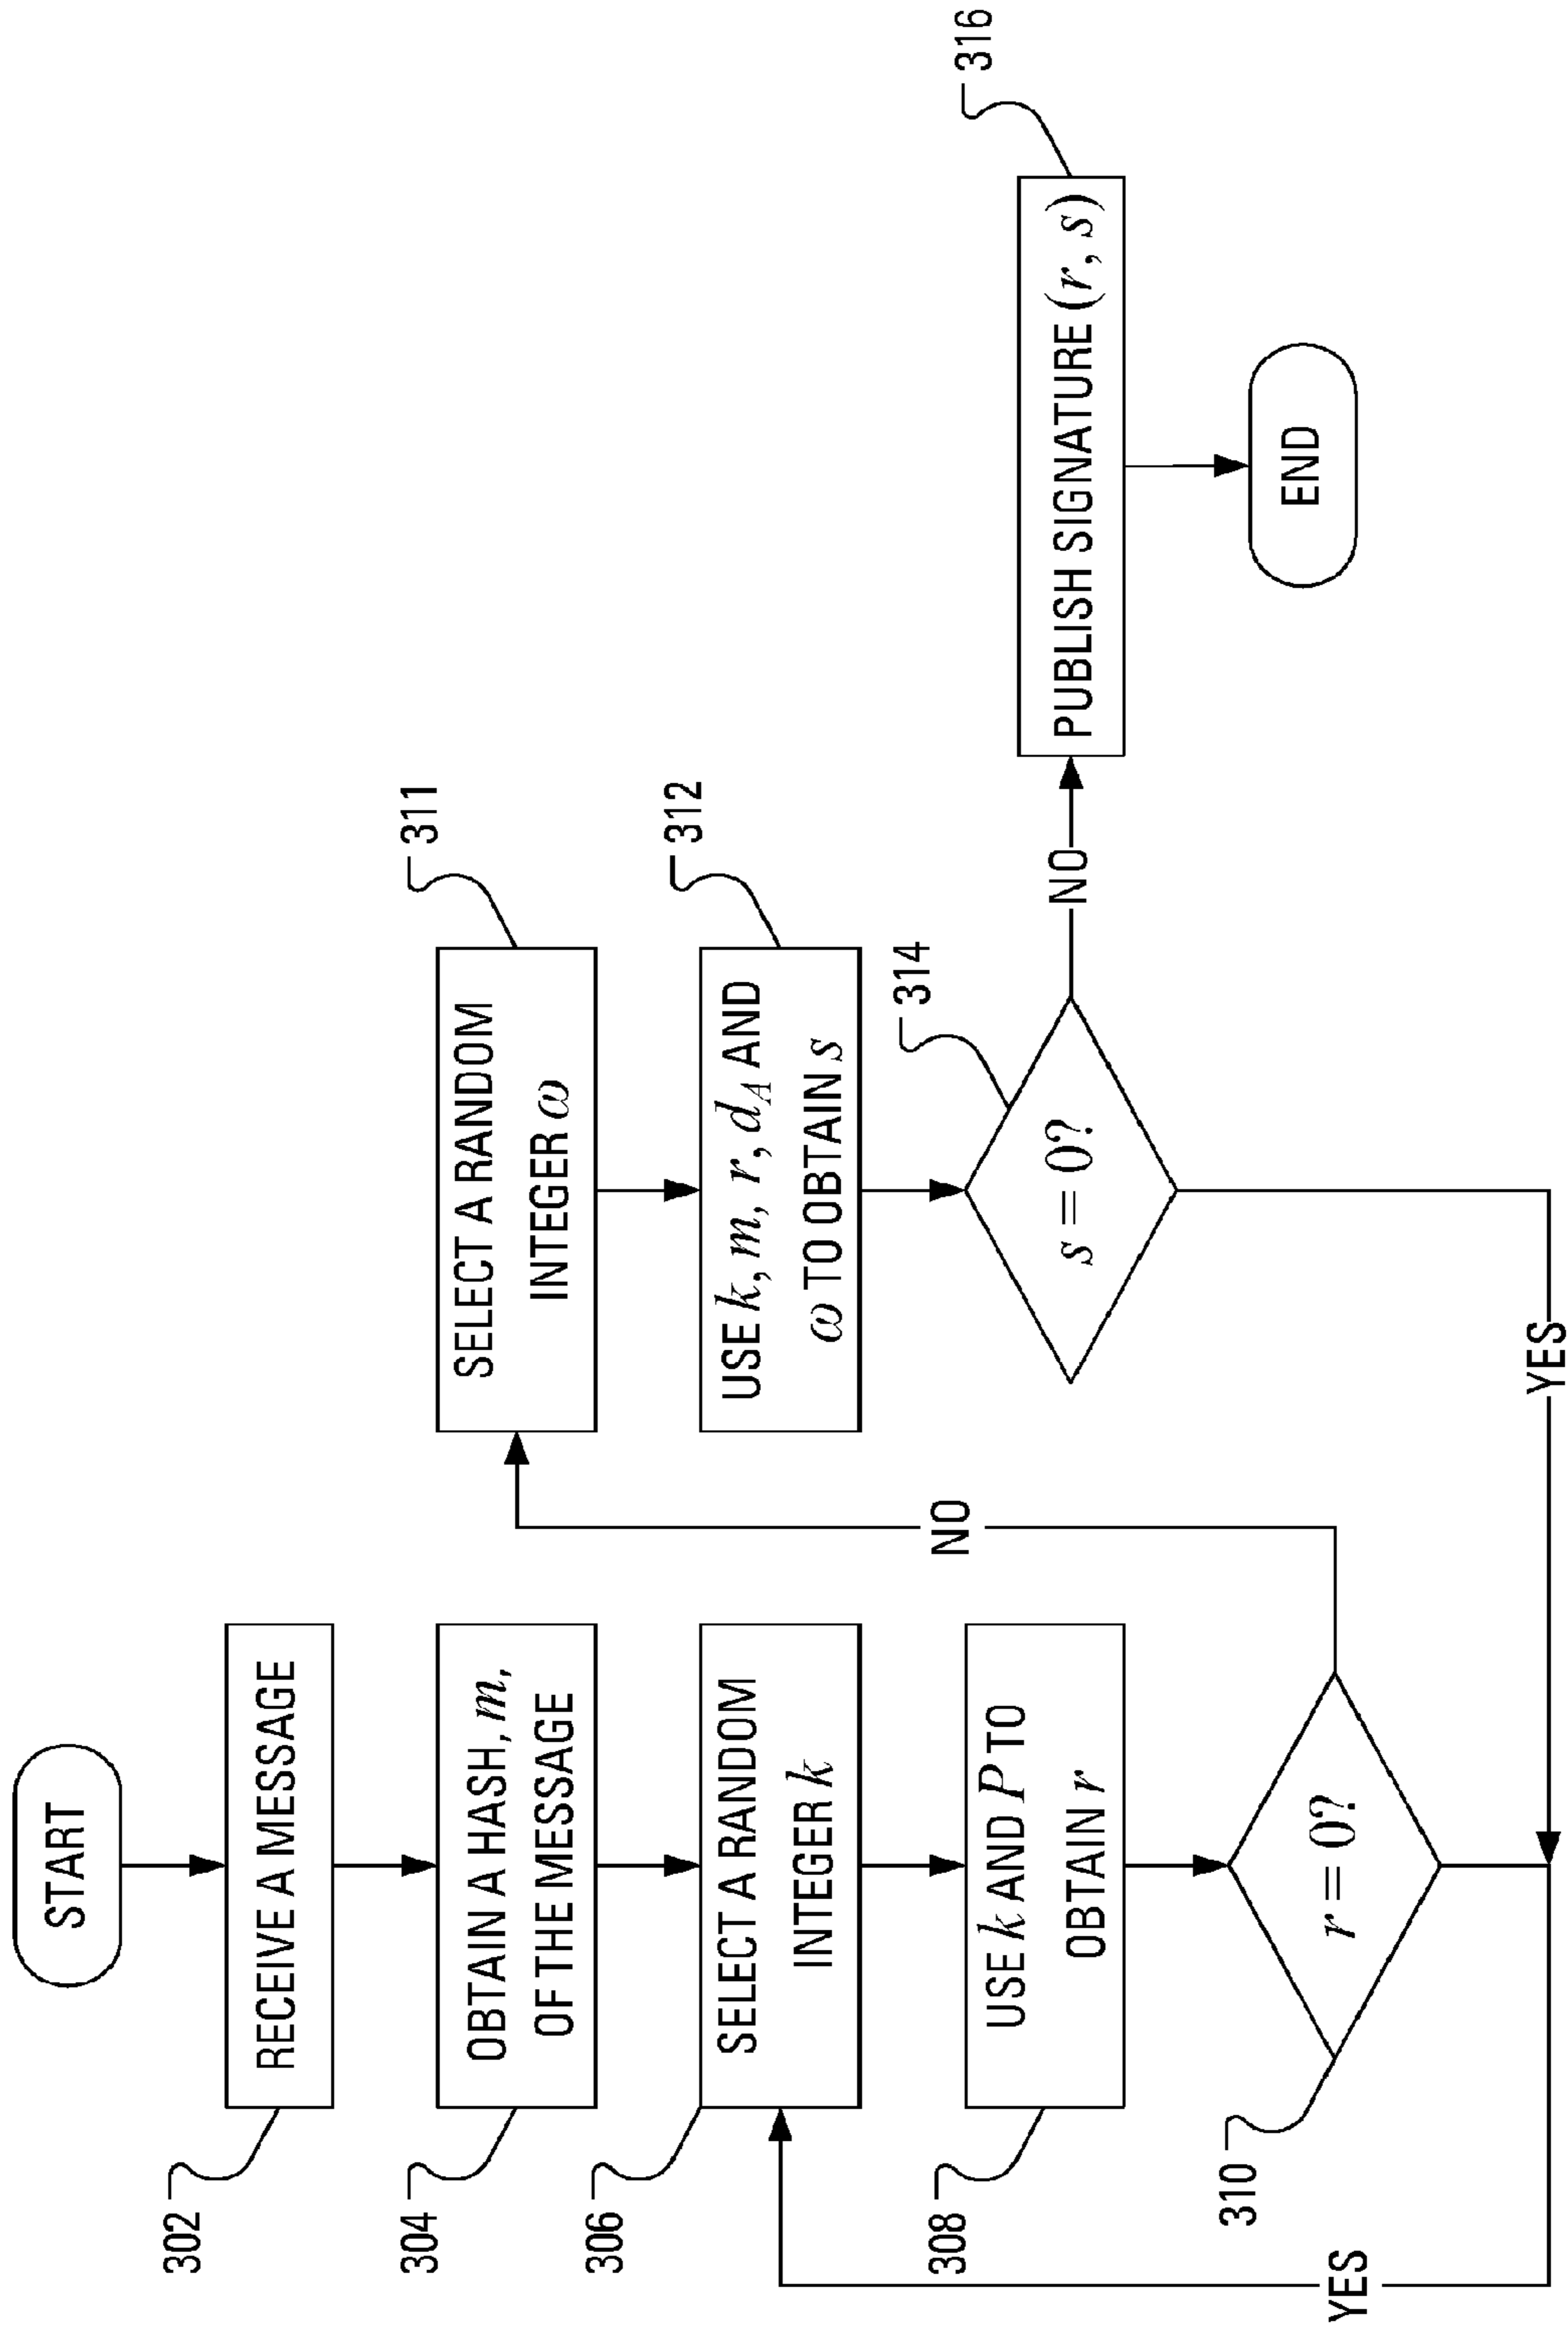 START
302
RECEIVE A MESSAGE
304
OBTAIN A HASH, m,
OF THE MESSAGE
306
SELECT A RANDOM
INTEGER k
308
USE k AND P TO
OBTAIN r
310
r = 0?
YES
NO
311
SELECT A RANDOM
INTEGER ω
312
USE k, m, r, d_A AND
ω TO OBTAIN s
314
s = 0?
YES
NO
316
PUBLISH SIGNATURE (r, s)
END